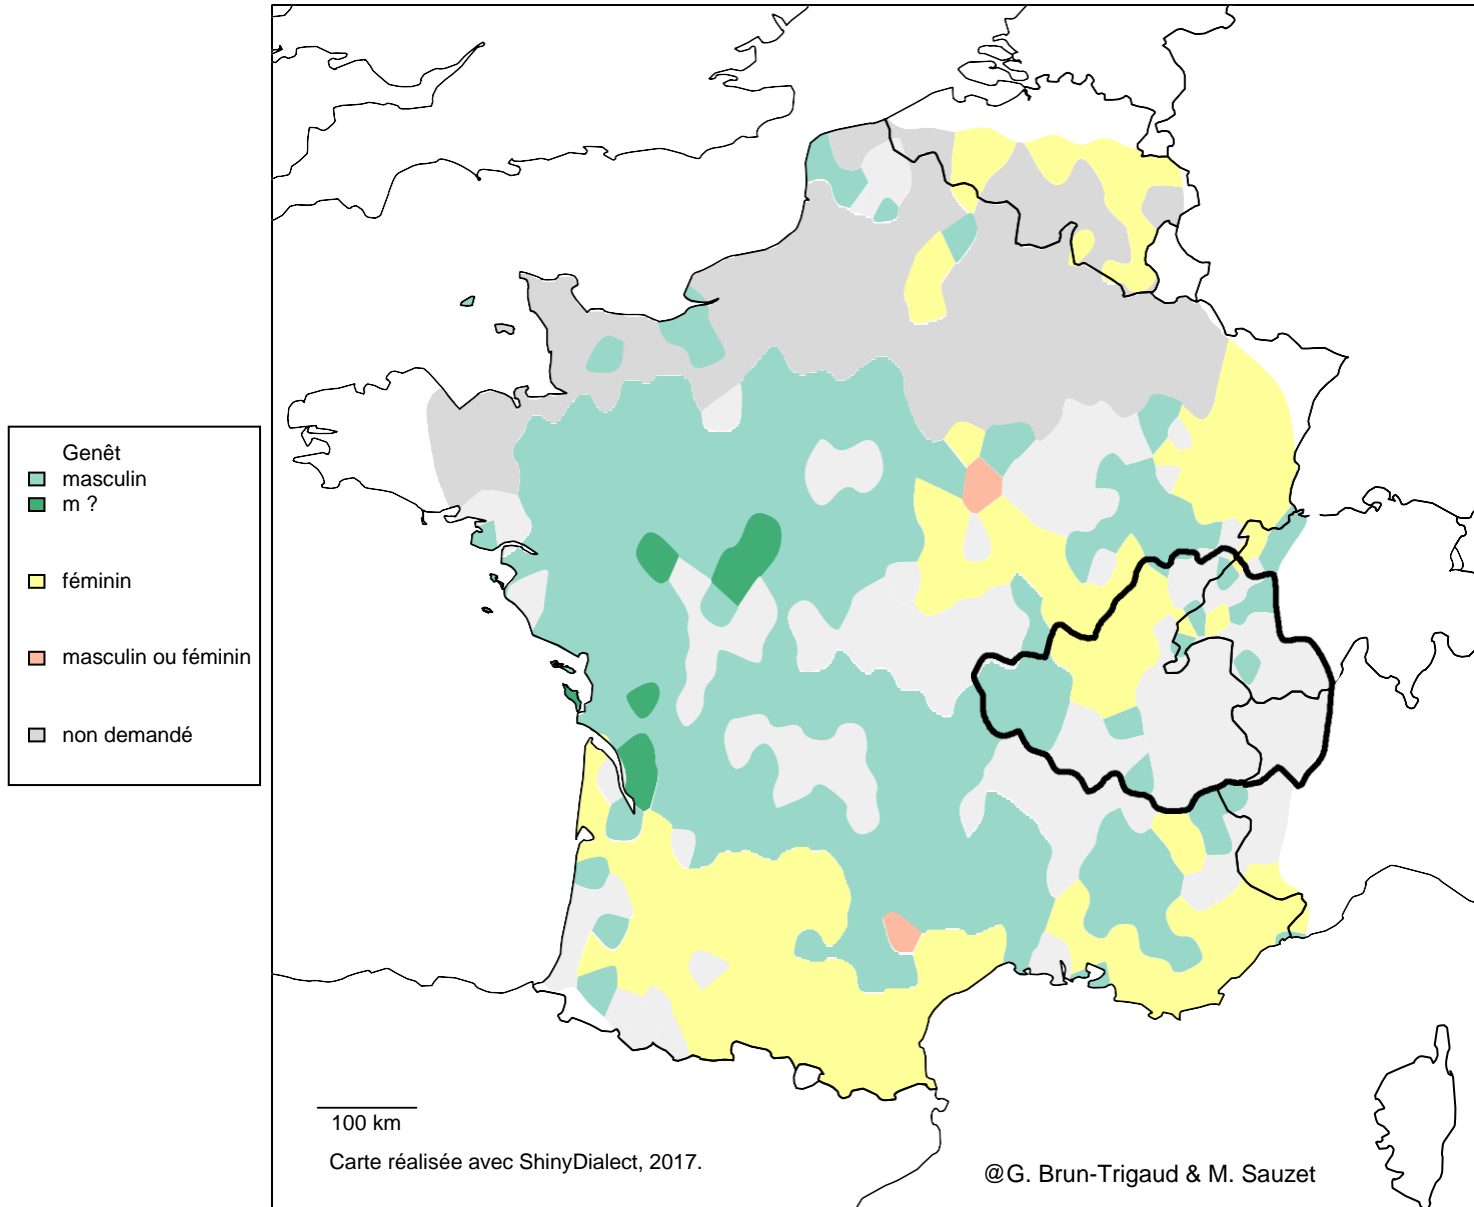 Genêt
masculin
m ?
féminin
masculin ou féminin
non demandé
100 km
Carte réalisée avec ShinyDialect, 2017.
@G. Brun-Trigaud & M. Sauzet